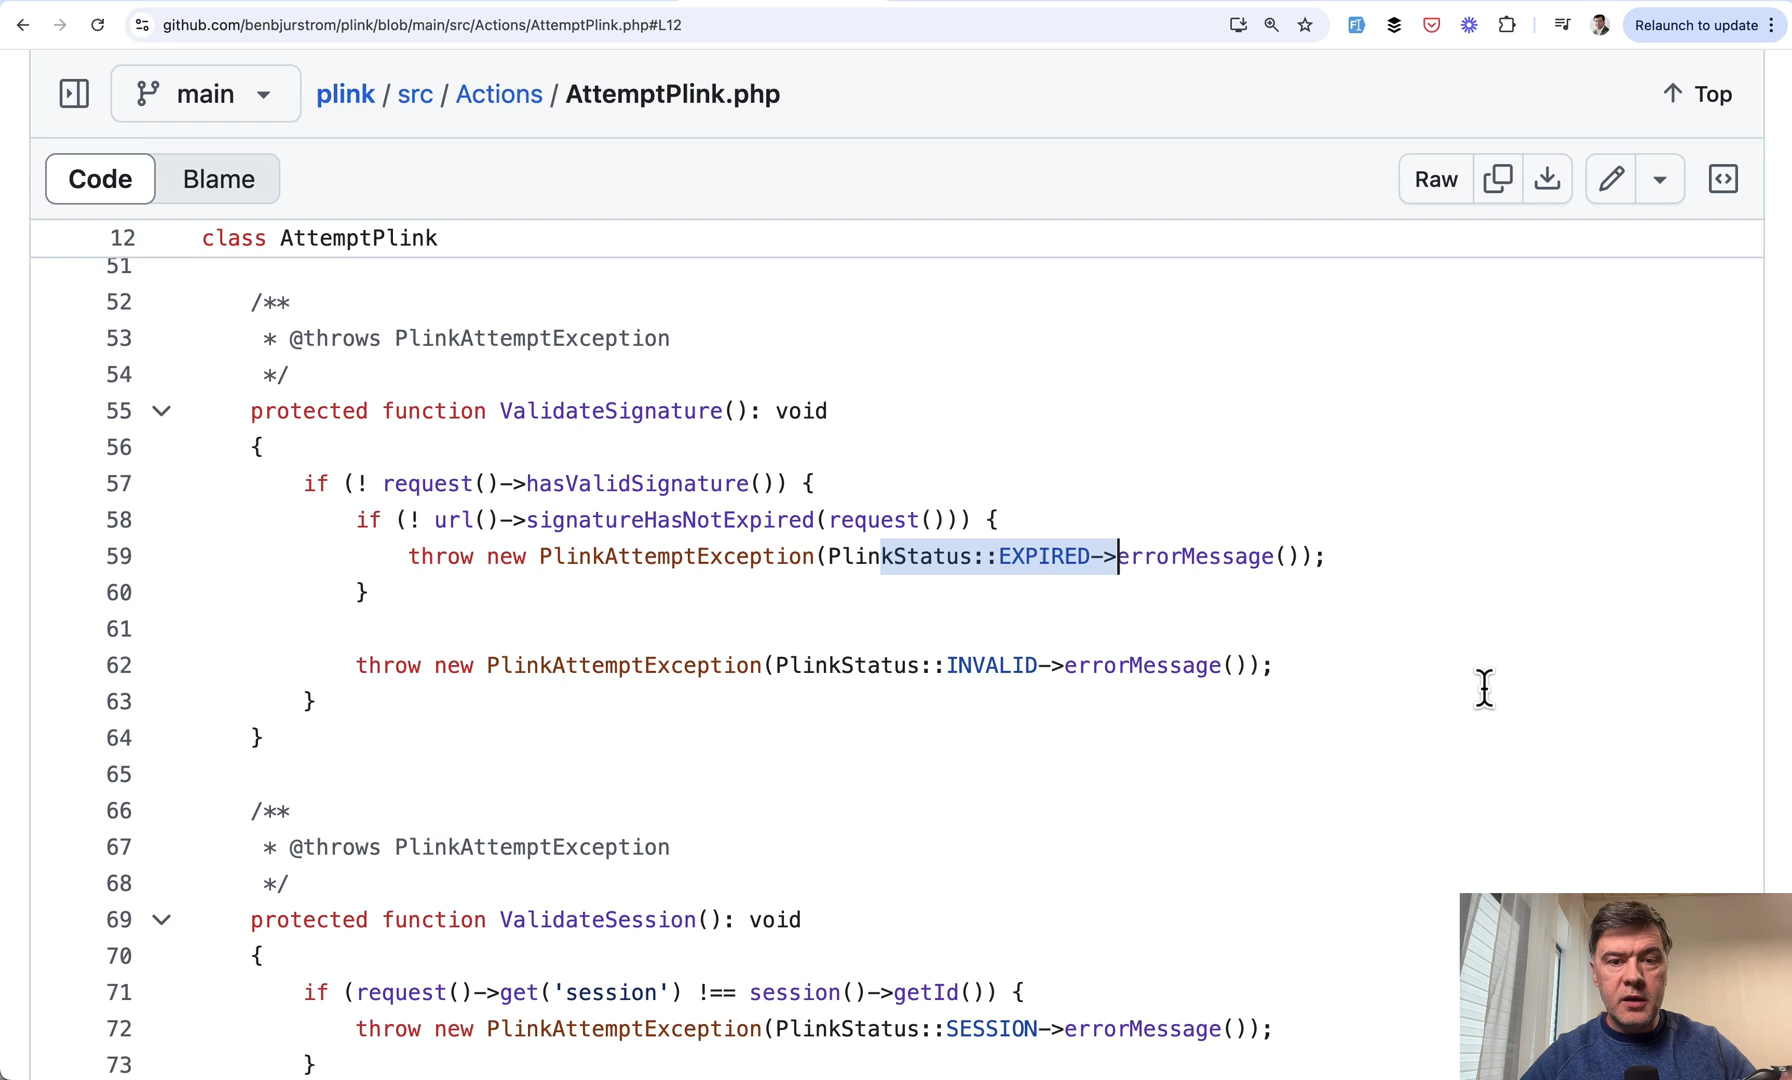 github.com/benbjurstrom/plink/blob/main/src/Actions/AttemptPlink.php#L12
Relaunch to update
main
plink / src / Actions / AttemptPlink.php
Top
Code
Blame
Raw
12 class AttemptPlink
51
52 /**
53 * @throws PlinkAttemptException
54 */
55 protected function ValidateSignature(): void
56 {
57 if (! request()->hasValidSignature()) {
58 if (! url()->signatureHasNotExpired(request())) {
59 throw new PlinkAttemptException(PlinkStatus::EXPIRED->errorMessage());
60 }
61
62 throw new PlinkAttemptException(PlinkStatus::INVALID->errorMessage());
63 }
64 }
65
66 /**
67 * @throws PlinkAttemptException
68 */
69 protected function ValidateSession(): void
70 {
71 if (request()->get('session') !== session()->getId()) {
72 throw new PlinkAttemptException(PlinkStatus::SESSION->errorMessage());
73 }